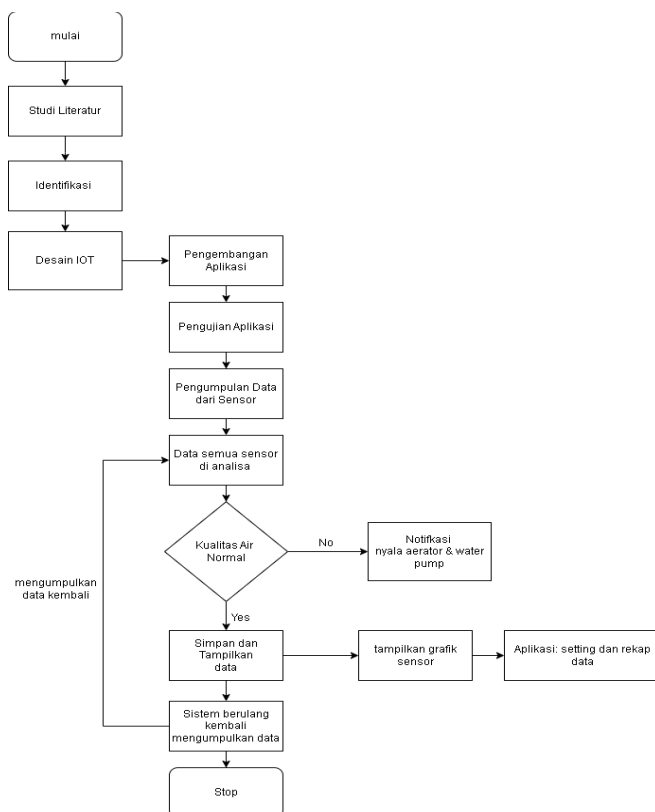 mulai
Studi Literatur
Identifikasi
Desain IOT
Pengembangan
Aplikasi
Pengujian Aplikasi
Pengumpulan Data
dari Sensor
Data semua sensor
di analisa
Kualitas Air
Normal
No
Notifkasi
nyala aerator & water
pump
mengumpulkan
data kembali
Yes
Simpan dan
Tampilkan
data
tampilkan grafik
sensor
Aplikasi: setting dan rekap
data
Sistem berulang
kembali
mengumpulkan data
Stop